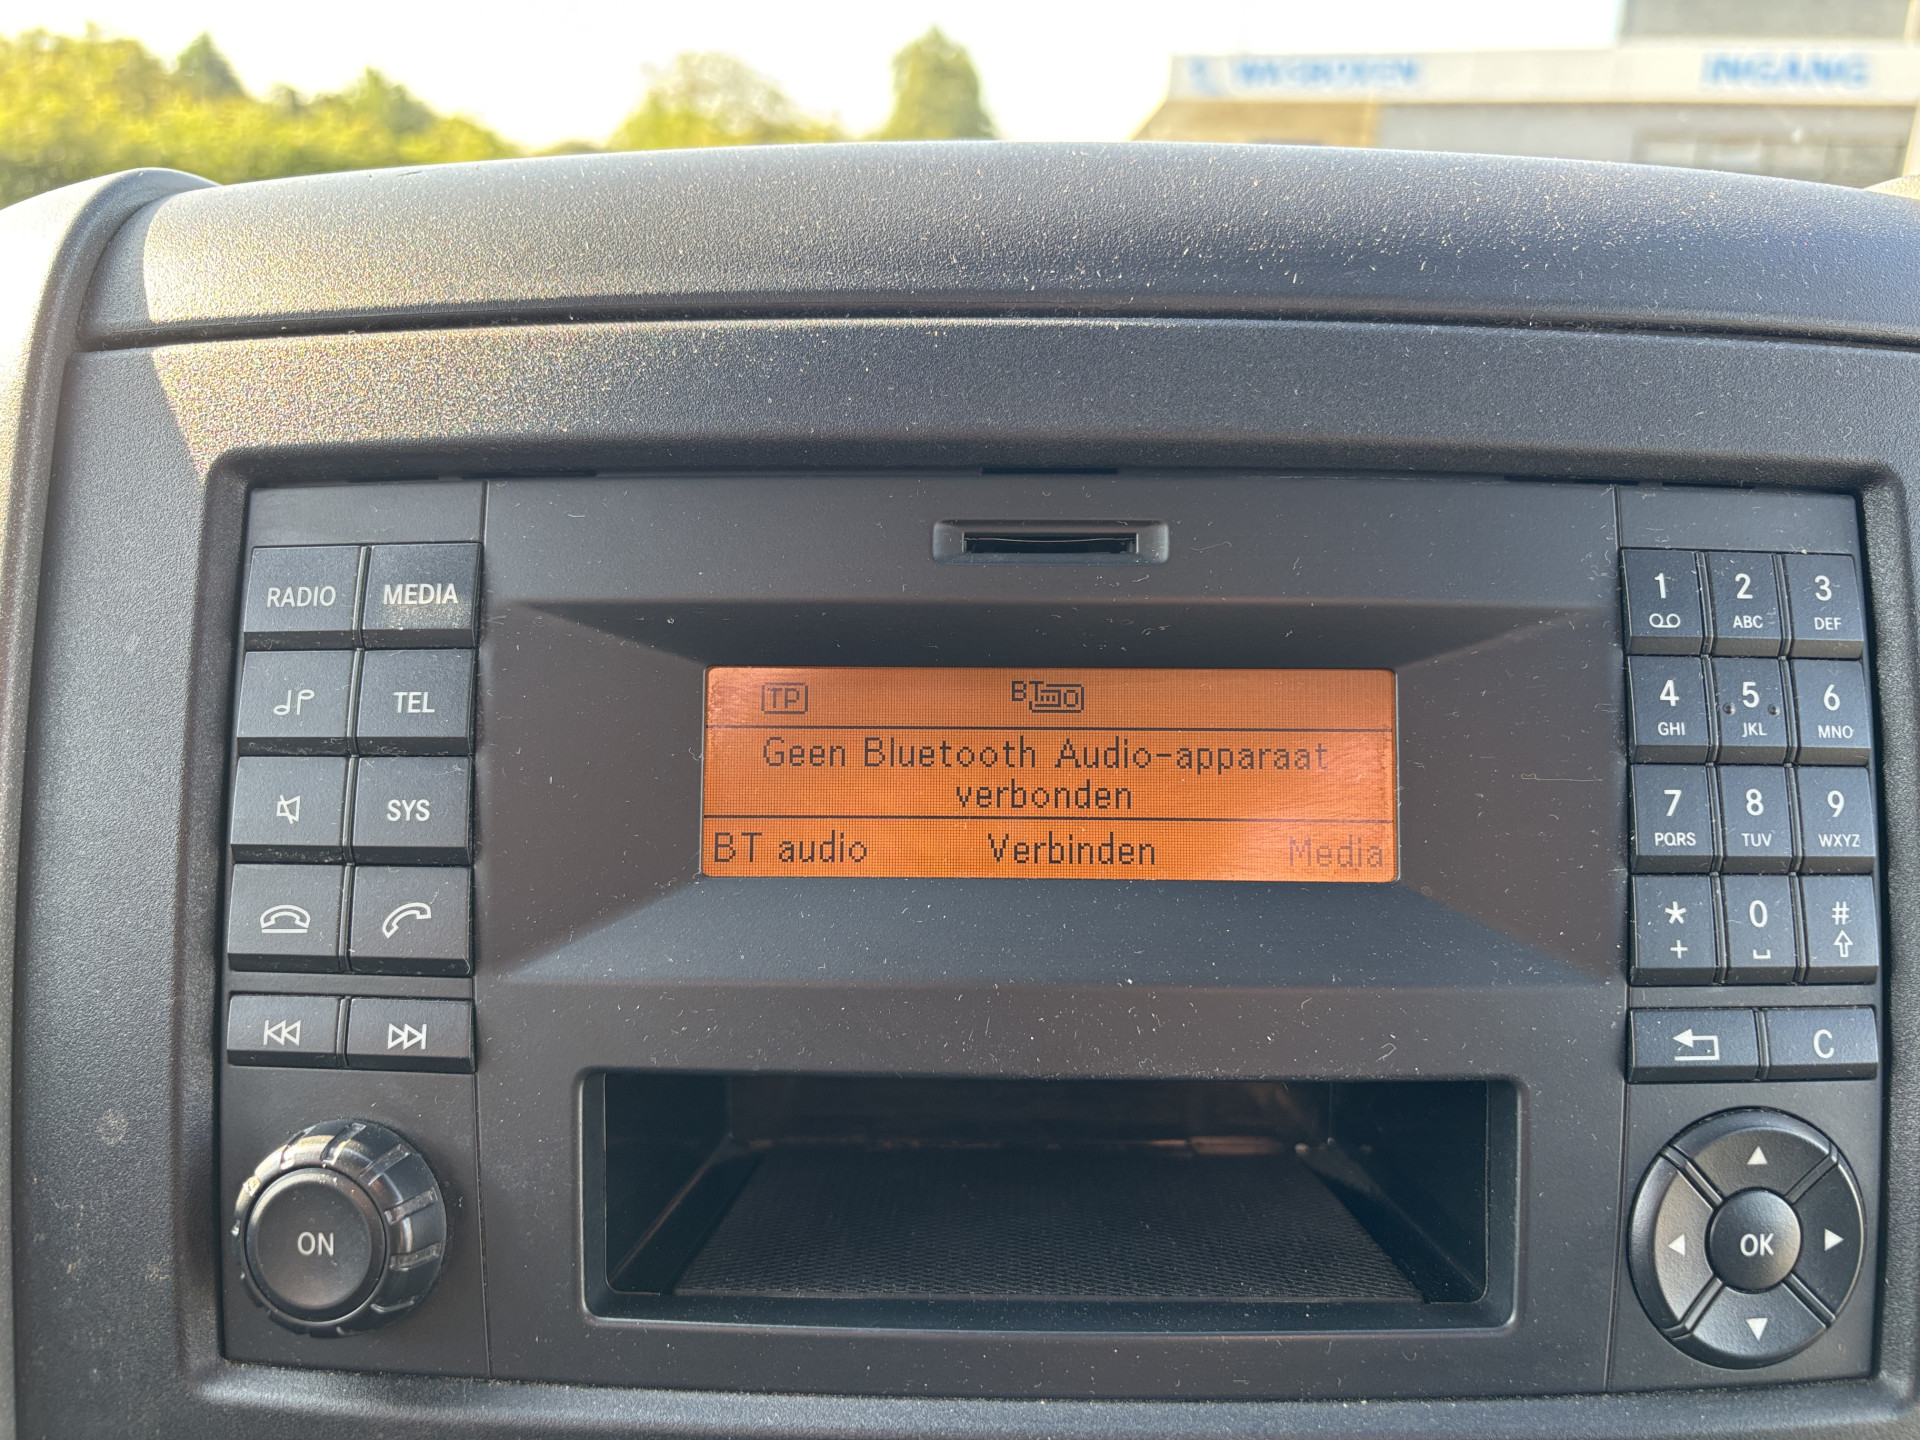 INGANG
RADIO MEDIA
TEL
SYS
ON
TP BT
Geen Bluetooth Audio-apparaat
verbonden
BT audio Verbinden Media
1 2 3
ABC DEF
4 5 6
GHI JKL MNO
7 8 9
PQRS TUV WXYZ
* 0 #
+
C
OK